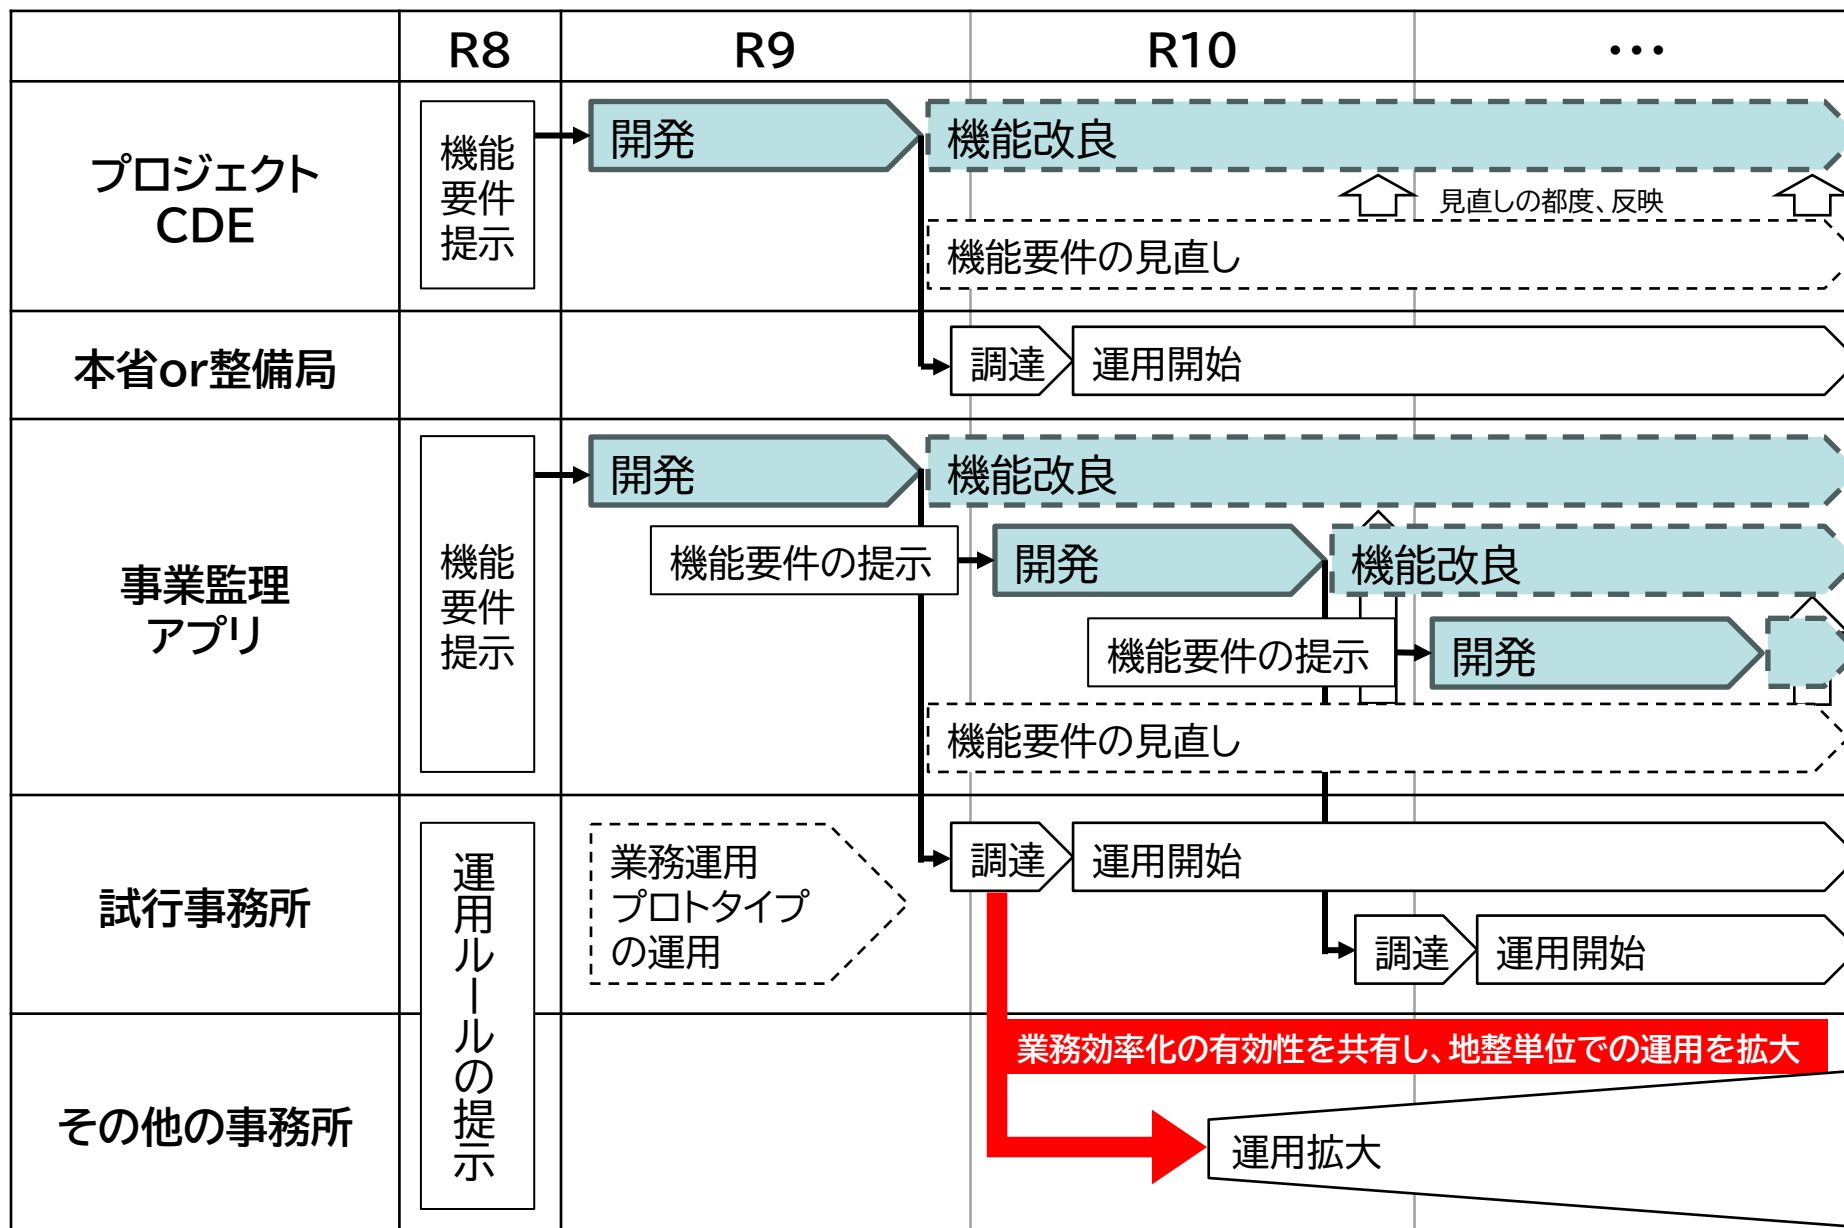 R8
R9
R10
…
プロジェクト
CDE
機能
要件
提示
開発
機能改良
見直しの都度、反映
機能要件の見直し
本省or整備局
調達
運用開始
事業監理
アプリ
機能
要件
提示
開発
機能改良
機能要件の提示
開発
機能改良
機能要件の提示
開発
機能要件の見直し
試行事務所
運用ルールの提示
業務運用
プロトタイプ
の運用
調達
運用開始
調達
運用開始
業務効率化の有効性を共有し、地整単位での運用を拡大
その他の事務所
運用拡大